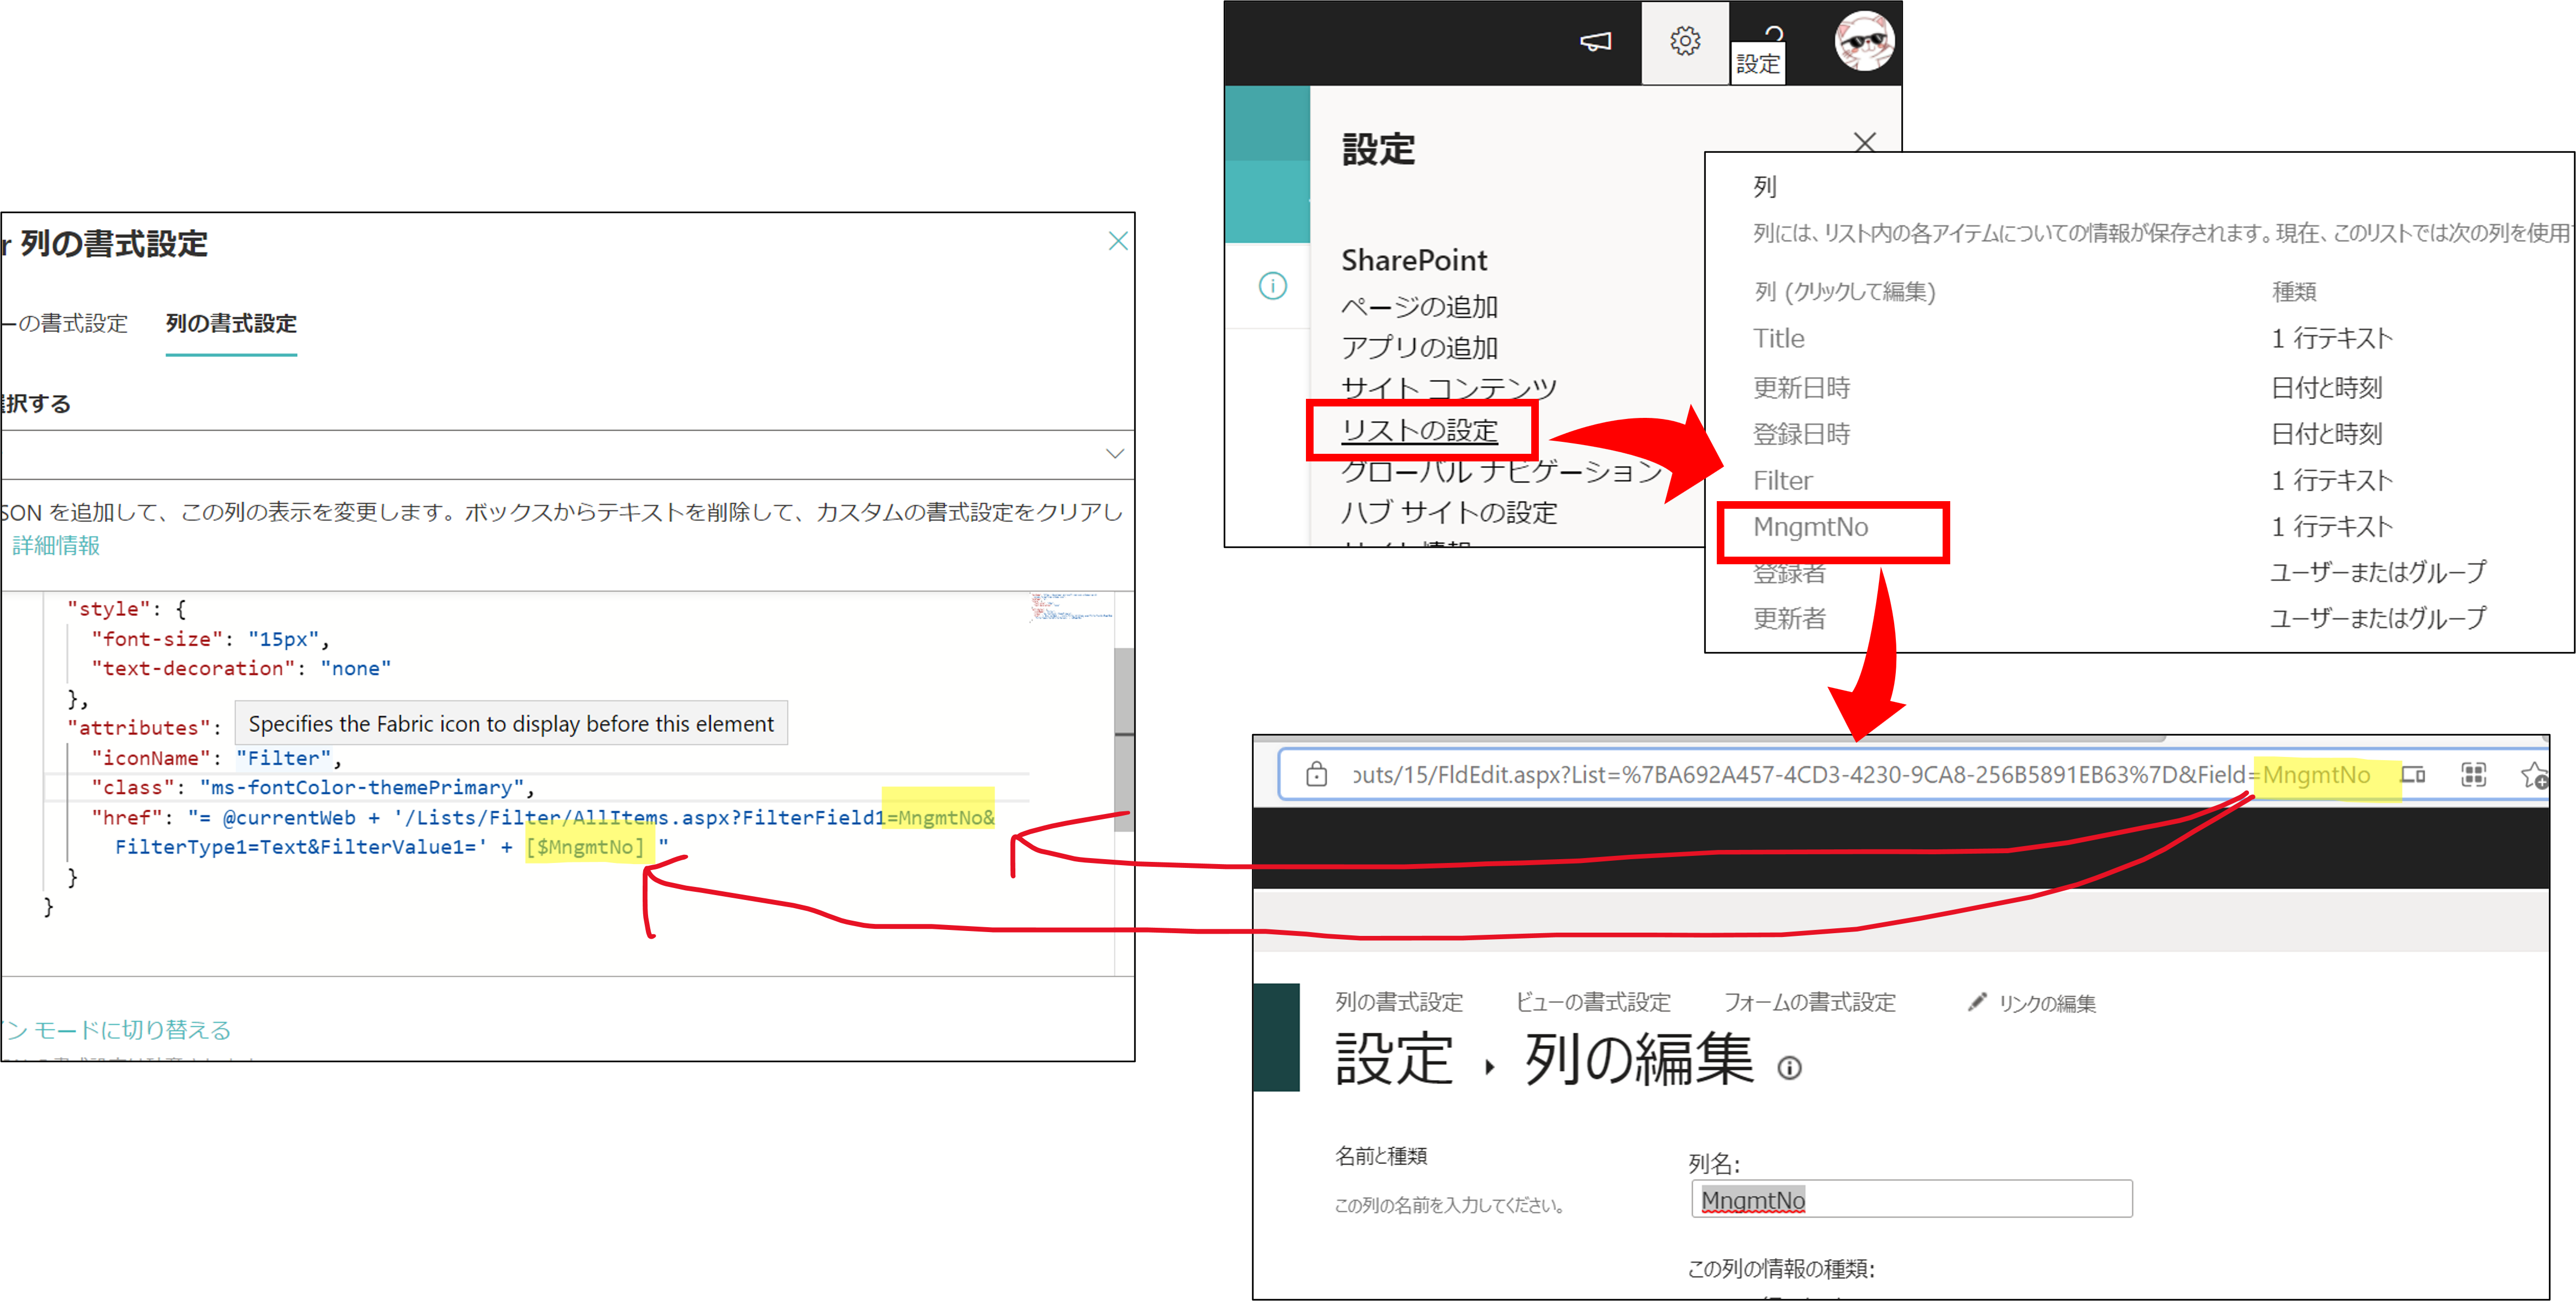 r 列の書式設定
ーの書式設定 列の書式設定
択する
SON を追加して、この列の表示を変更します。ボックスからテキストを削除して、カスタムの書式設定をクリアし
詳細情報
"style": {
"font-size": "15px",
"text-decoration": "none"
},
"attributes":
Specifies the Fabric icon to display before this element
"iconName": "Filter",
"class": "ms-fontColor-themePrimary",
"href": "= @currentWeb + '/Lists/Filter/AllItems.aspx?FilterField1=MngmtNo&
FilterType1=Text&FilterValue1=' + [$MngmtNo] "
}
}
ン モードに切り替える
設定
設定
SharePoint
ページの追加
アプリの追加
サイト コンテンツ
リストの設定
グローバル ナビゲーション
ハブ サイトの設定
列
列には、リスト内の各アイテムについての情報が保存されます。現在、このリストでは次の列を使用
列 (クリックして編集) 種類
Title 1 行テキスト
更新日時 日付と時刻
登録日時 日付と時刻
Filter 1 行テキスト
MngmtNo 1 行テキスト
登録者 ユーザーまたはグループ
更新者 ユーザーまたはグループ
outs/15/FldEdit.aspx?List=%7BA692A457-4CD3-4230-9CA8-256B5891EB63%7D&Field=MngmtNo
列の書式設定 ビューの書式設定 フォームの書式設定 リンクの編集
設定 ▸ 列の編集
名前と種類
この列の名前を入力してください。
列名:
MngmtNo
この列の情報の種類: